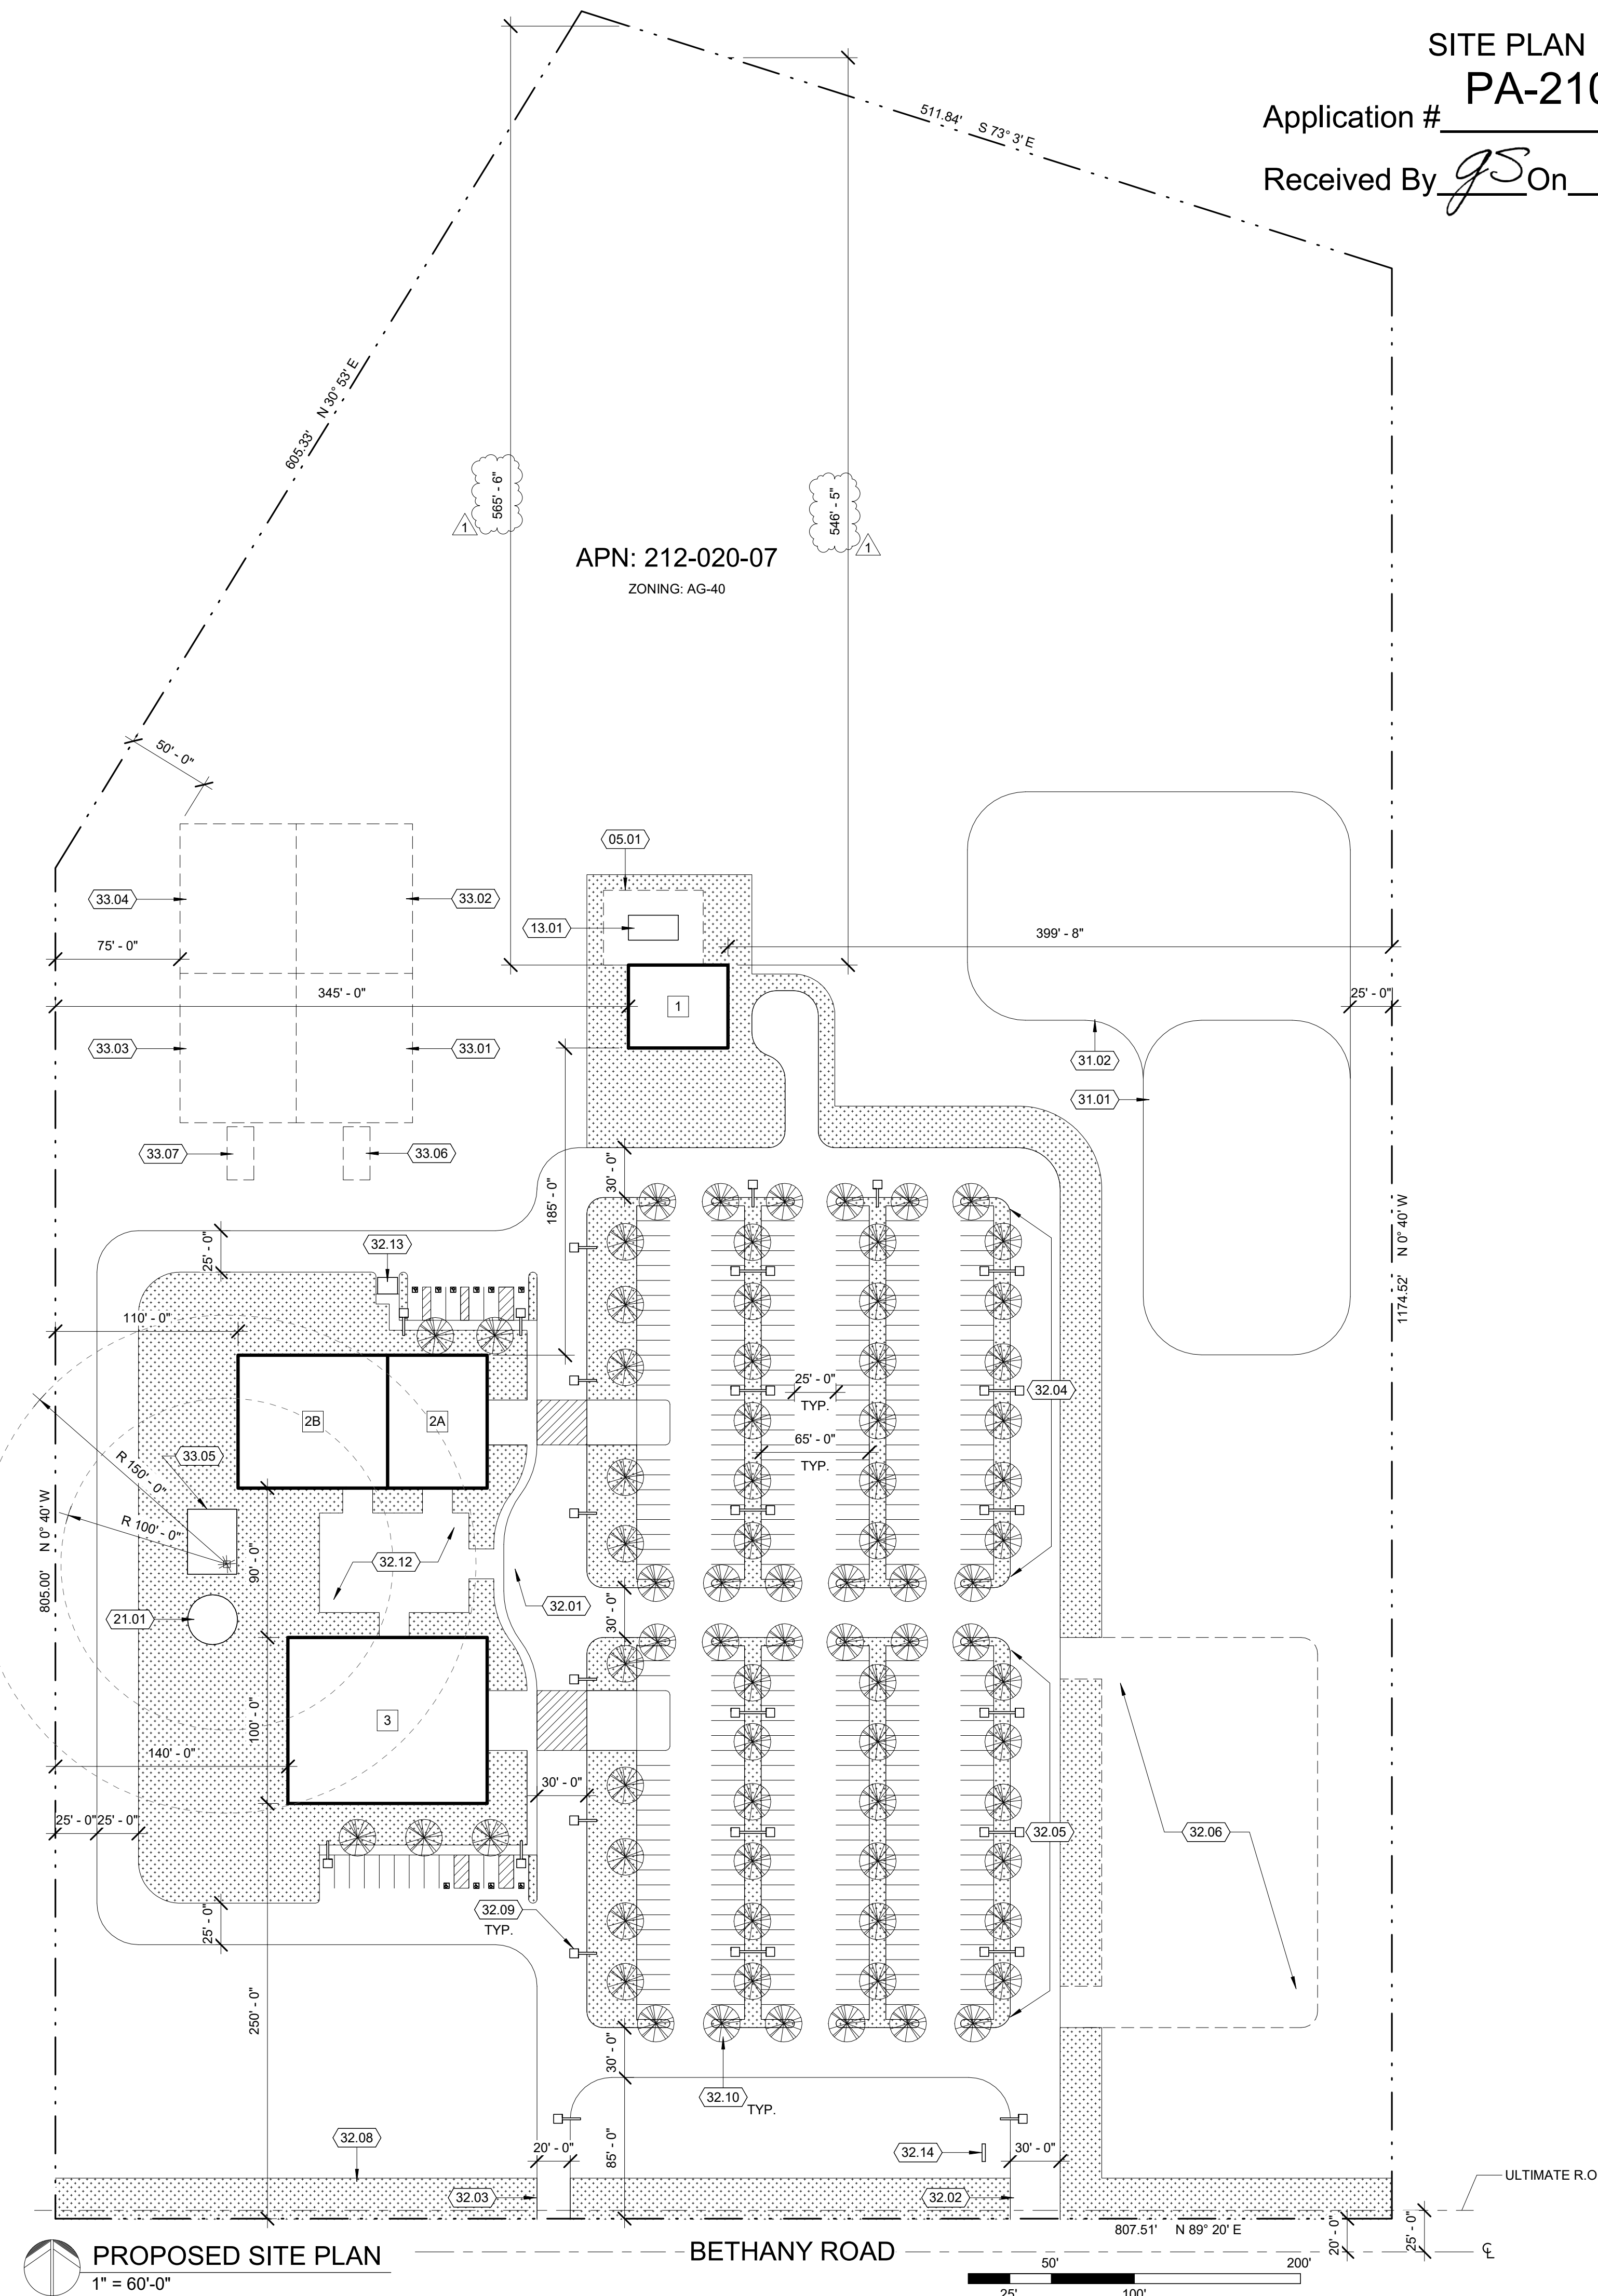 SITE PLAN
PA-210
Application #
Received By gS On
511.84' S 73° 3' E
605.33' N 30° 53' E
565' - 6"
1
546' - 5"
1
APN: 212-020-07
ZONING: AG-40
50' - 0"
05.01
33.04
33.02
13.01
399' - 8"
75' - 0"
345' - 0"
25' - 0"
1
33.03
33.01
31.02
31.01
33.07
33.06
30' - 0"
185' - 0"
1174.52' N 0° 40' W
25' - 0"
32.13
110' - 0"
25' - 0"
TYP.
32.04
2B
2A
65' - 0"
TYP.
33.05
R 150' - 0"
R 100' - 0"
805.00' N 0° 40' W
90' - 0"
32.12
32.01
21.01
30' - 0"
3
100' - 0"
140' - 0"
30' - 0"
25' - 0"
25' - 0"
32.05
32.06
25' - 0"
32.09
TYP.
250' - 0"
30' - 0"
32.10
TYP.
32.08
20' - 0"
85' - 0"
32.14
30' - 0"
ULTIMATE R.O
32.03
32.02
807.51' N 89° 20' E
20' - 0"
25' - 0"
PROPOSED SITE PLAN
1" = 60'-0"
BETHANY ROAD
℄
50'
200'
25'
100'